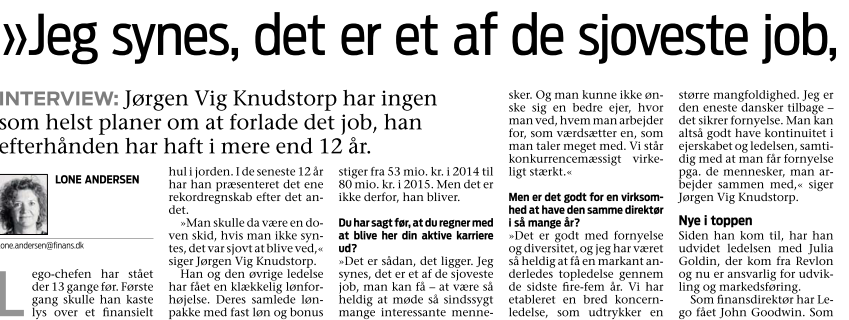 »Jeg synes, det er et af de sjoveste job,
INTERVIEW: Jørgen Vig Knudstorp har ingen
som helst planer om at forlade det job, han
efterhånden har haft i mere end 12 år.
LONE ANDERSEN
lone.andersen@finans.dk
Lego-chefen har stået
der 13 gange før. Første
gang skulle han kaste
lys over et finansielt
hul i jorden. I de seneste 12 år
har han præsenteret det ene
rekordregnskab efter det an-
det.
»Man skulle da være en do-
ven skid, hvis man ikke syn-
tes, det var sjovt at blive ved,«
siger Jørgen Vig Knudstorp.
Han og den øvrige ledelse
har fået en klækkelig lønfor-
højelse. Deres samlede løn-
pakke med fast løn og bonus
stiger fra 53 mio. kr. i 2014 til
80 mio. kr. i 2015. Men det er
ikke derfor, han bliver.
Du har sagt før, at du regner med
at blive her din aktive karriere
ud?
»Det er sådan, det ligger. Jeg
synes, det er et af de sjoveste
job, man kan få – at være så
heldig at møde så sindssygt
mange interessante menne-
sker. Og man kunne ikke øn-
ske sig en bedre ejer, hvor
man ved, hvem man arbejder
for, som værdsætter en, som
man taler meget med. Vi står
konkurrencemæssigt virke-
ligt stærkt.«
Men er det godt for en virksom-
hed at have den samme direktør
i så mange år?
»Det er godt med fornyelse
og diversitet, og jeg har været
så heldig at få en markant an-
derledes topledelse gennem
de sidste fire-fem år. Vi har
etableret en bred koncern-
ledelse, som udtrykker en
større mangfoldighed. Jeg er
den eneste dansker tilbage –
det sikrer fornyelse. Man kan
altså godt have kontinuitet i
ejerskabet og ledelsen, samti-
dig med at man får fornyelse
pga. de mennesker, man ar-
bejder sammen med,« siger
Jørgen Vig Knudstorp.
Nye i toppen
Siden han kom til, har han
udvidet ledelsen med Julia
Goldin, der kom fra Revlon
og nu er ansvarlig for udvik-
ling og markedsføring.
Som finansdirektør har Le-
go fået John Goodwin. Som